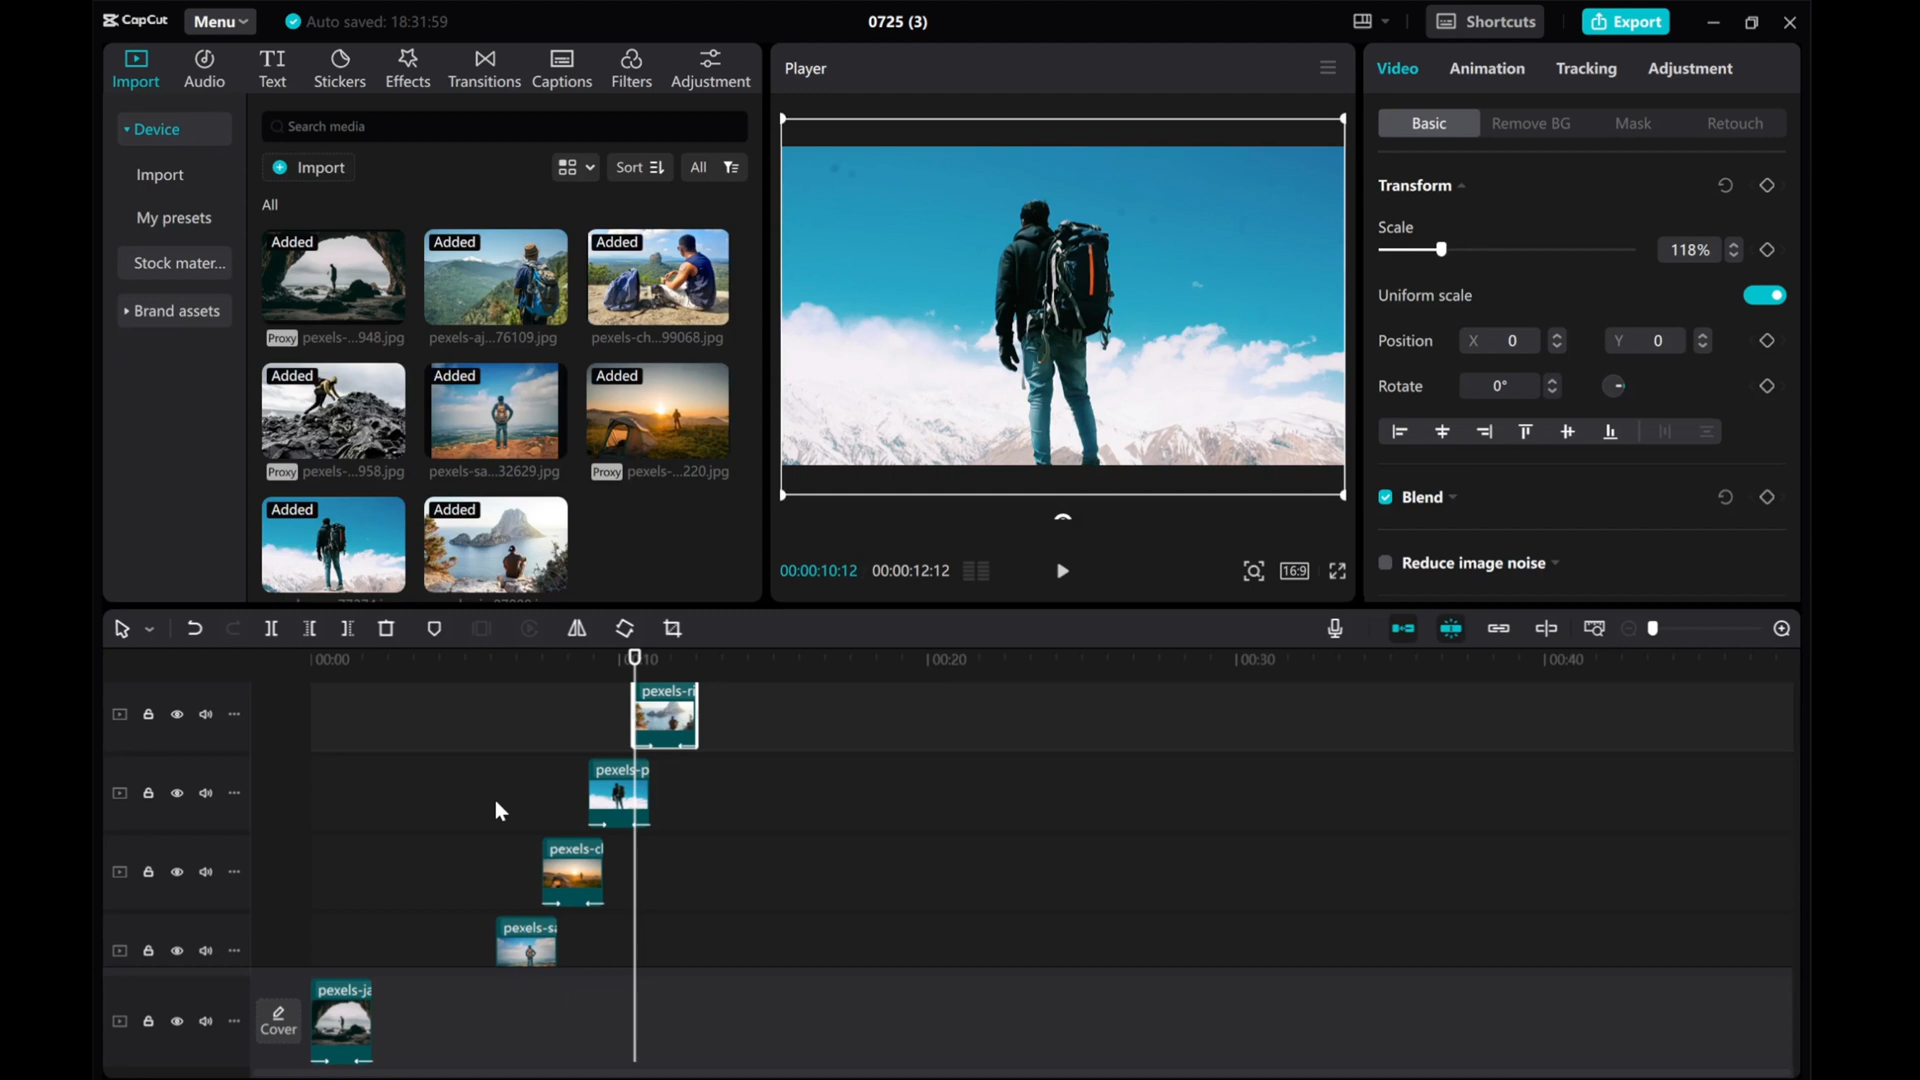 CapCut
Menu
Auto saved: 18:31:59
0725 (3)
Shortcuts
Export
Import
Audio
TI
Text
Stickers
Effects
Transitions
Captions
Filters
Adjustment
Device
Import
My presets
Stock mater...
Brand assets
Search media
Import
Sort
All
All
Added
Proxy pexels-...948.jpg
Added
pexels-aj...76109.jpg
Added
pexels-ch...99068.jpg
Added
Proxy pexels-...958.jpg
Added
pexels-sa...32629.jpg
Added
Proxy pexels-...220.jpg
Added
Added
Player
00:00:10:12
00:00:12:12
16:9
Video
Animation
Tracking
Adjustment
Basic
Remove BG
Mask
Retouch
Transform
Scale
118%
Uniform scale
Position
X 0
Y 0
Rotate
0°
Blend
Reduce image noise
00:00
00:10
00:20
00:30
00:40
pexels-ri
pexels-p
pexels-cl
pexels-sa
pexels-ja
Cover